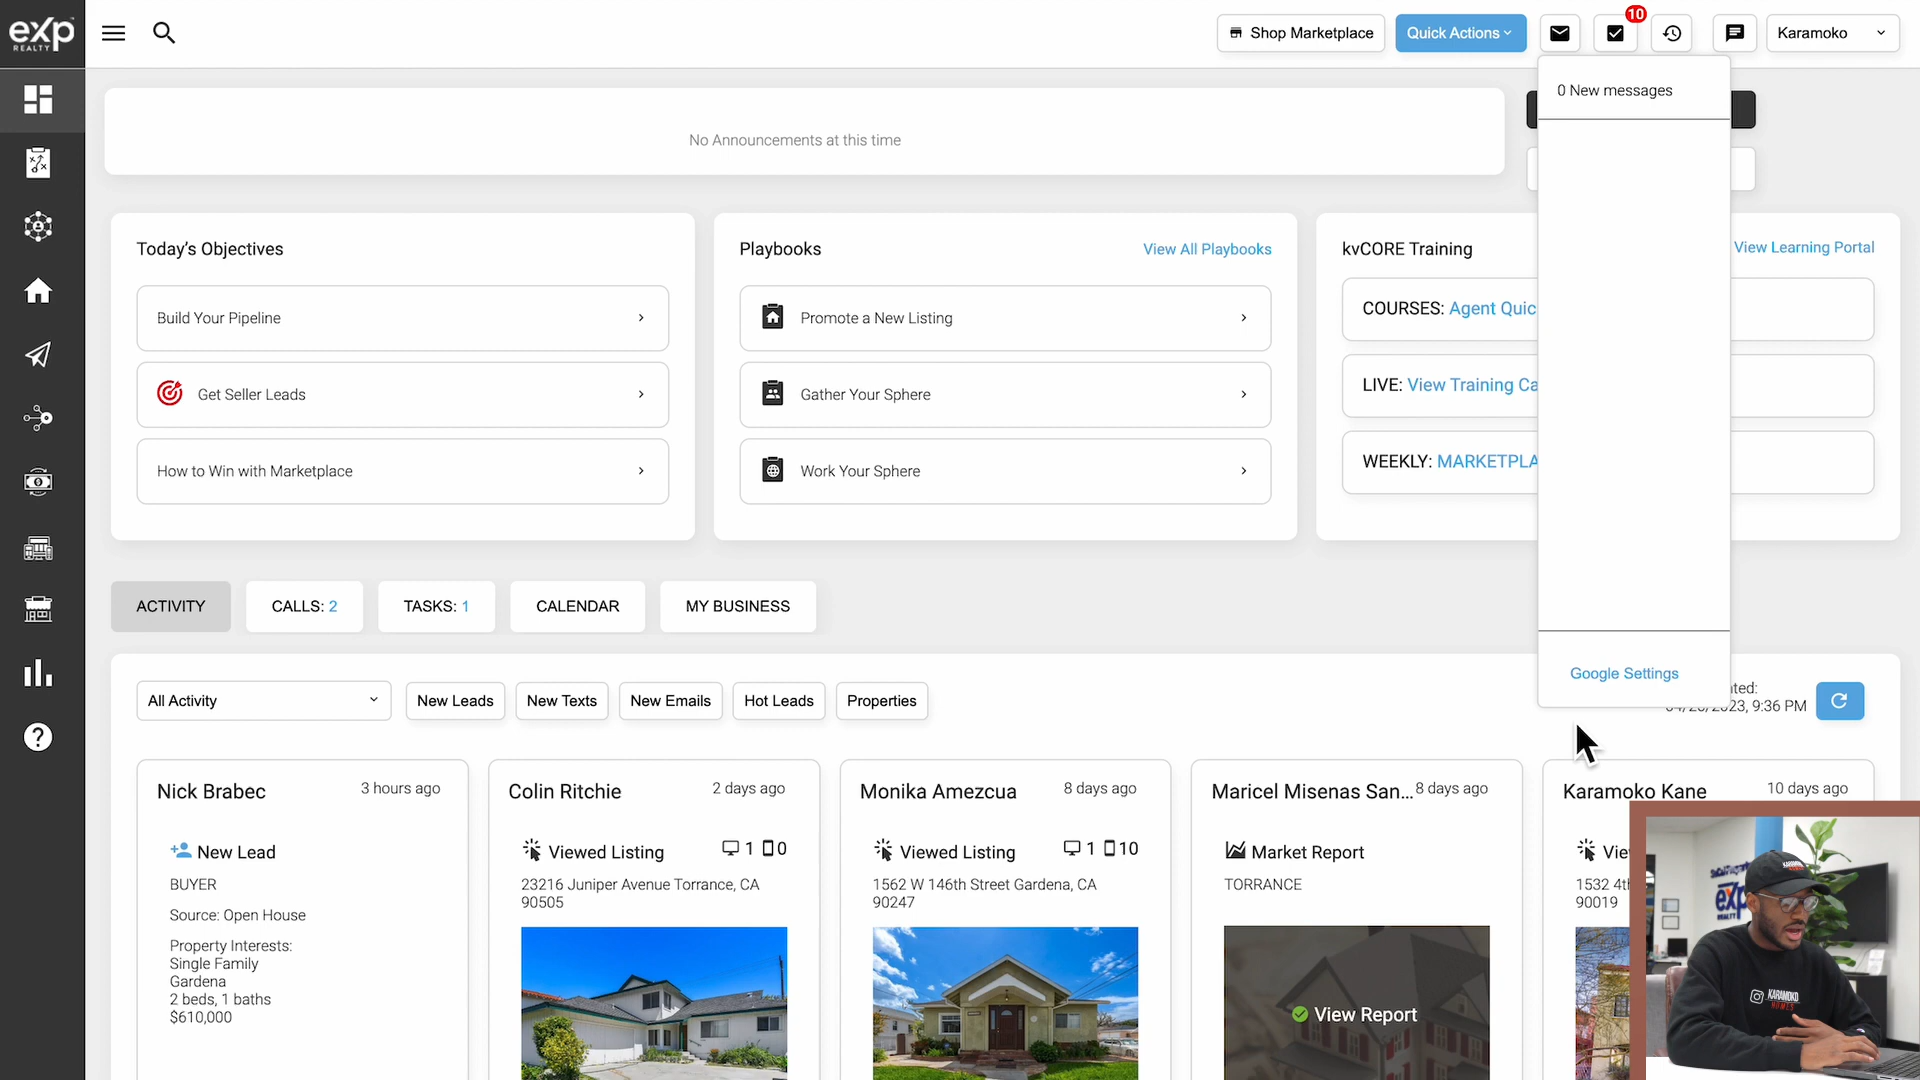 exp
REALTY
Shop Marketplace
Quick Actions
10
Karamoko
0 New messages
No Announcements at this time
Today's Objectives
Build Your Pipeline
Get Seller Leads
How to Win with Marketplace
Playbooks
View All Playbooks
Promote a New Listing
Gather Your Sphere
Work Your Sphere
kvCORE Training
View Learning Portal
COURSES: Agent Quic
LIVE: View Training Ca
WEEKLY: MARKETPLA
Google Settings
ACTIVITY
CALLS: 2
TASKS: 1
CALENDAR
MY BUSINESS
All Activity
New Leads
New Texts
New Emails
Hot Leads
Properties
9:36 PM
Nick Brabec
3 hours ago
New Lead
BUYER
Source: Open House
Property Interests:
Single Family
Gardena
2 beds, 1 baths
$610,000
Colin Ritchie
2 days ago
Viewed Listing
1 0
23216 Juniper Avenue Torrance, CA
90505
Monika Amezcua
8 days ago
Viewed Listing
1 10
1562 W 146th Street Gardena, CA
90247
Maricel Misenas San...
8 days ago
Market Report
TORRANCE
View Report
Karamoko Kane
10 days ago
Vie
1532 4th
90019
exp
REALTY
KARAMOKO
HOMES